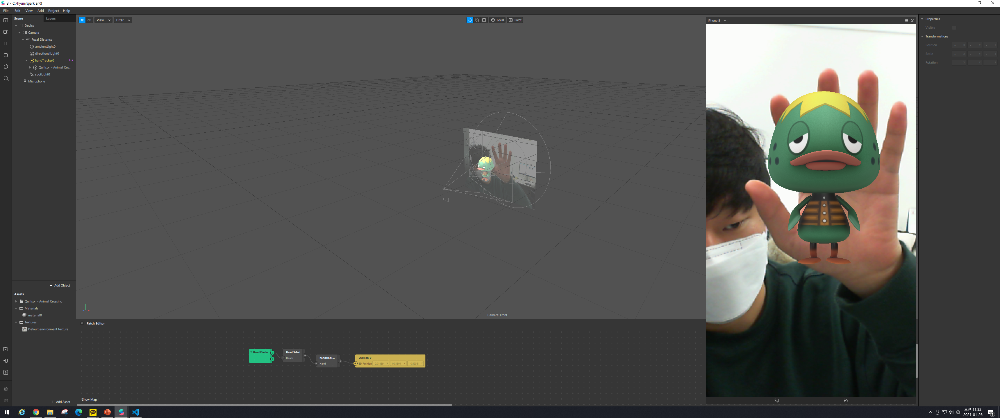 3 - C:/hyun/spark ar/3
File Edit View Add Project Help
Scene Layers
Device
Camera
Focal Distance
ambientLight0
directionalLight0
handTracker0
Quillson - Animal Cro...
spotLight0
Microphone
+ Add Object
Assets
Quillson - Animal Crossing
Materials
material0
Textures
Default environment texture
+ Add Asset
3D 2D View Filter
Local Pivot
Camera: Front
Patch Editor
Hand Finder
Hand Select
Hands
handTrack...
Hand
Quillson_0
3D Position 0.01859 X 0.03804 Y -0.42361 Z
Show Map
iPhone 8
Properties
Visible
Transformations
Position - X - Y - Z
Scale - X - Y - Z
Rotation - X - Y - Z
TALK
P
오전 11:32
2021-01-26
1